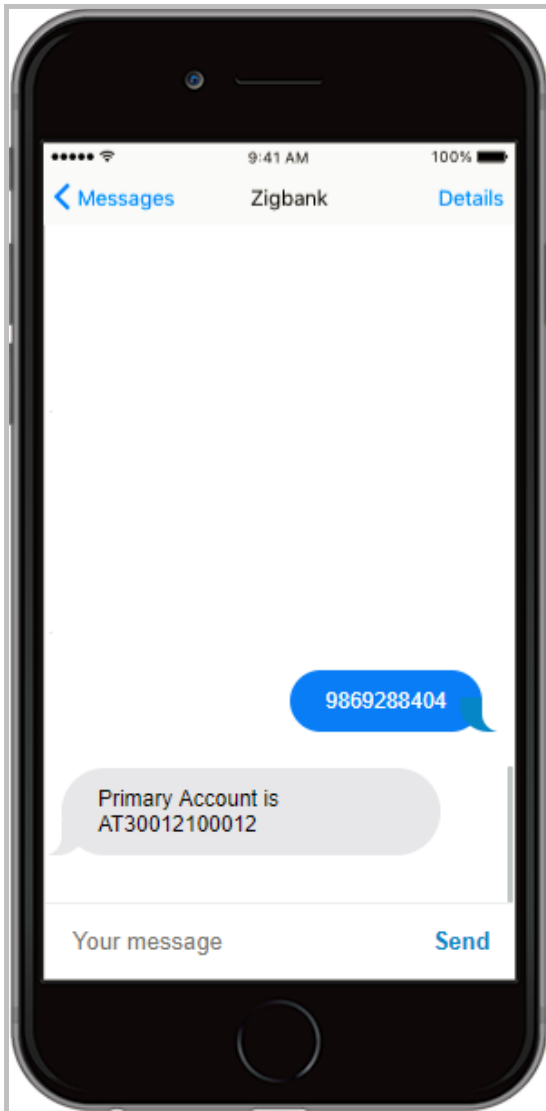 9:41 AM 100%
Messages Zigbank Details
9869288404
Primary Account is
AT30012100012
Your message Send